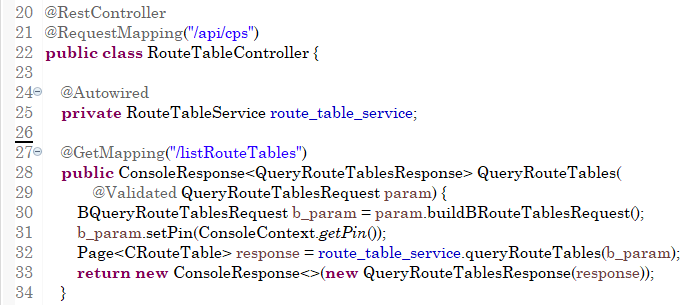 20 @RestController
21 @RequestMapping("/api/cps")
22 public class RouteTableController {
23
24 @Autowired
25 private RouteTableService route_table_service;
26
27 @GetMapping("/listRouteTables")
28 public ConsoleResponse<QueryRouteTablesResponse> QueryRouteTables(
29 @Validated QueryRouteTablesRequest param) {
30 BQueryRouteTablesRequest b_param = param.buildBRouteTablesRequest();
31 b_param.setPin(ConsoleContext.getPin());
32 Page<CRouteTable> response = route_table_service.queryRouteTables(b_param);
33 return new ConsoleResponse<>(new QueryRouteTablesResponse(response));
34 }